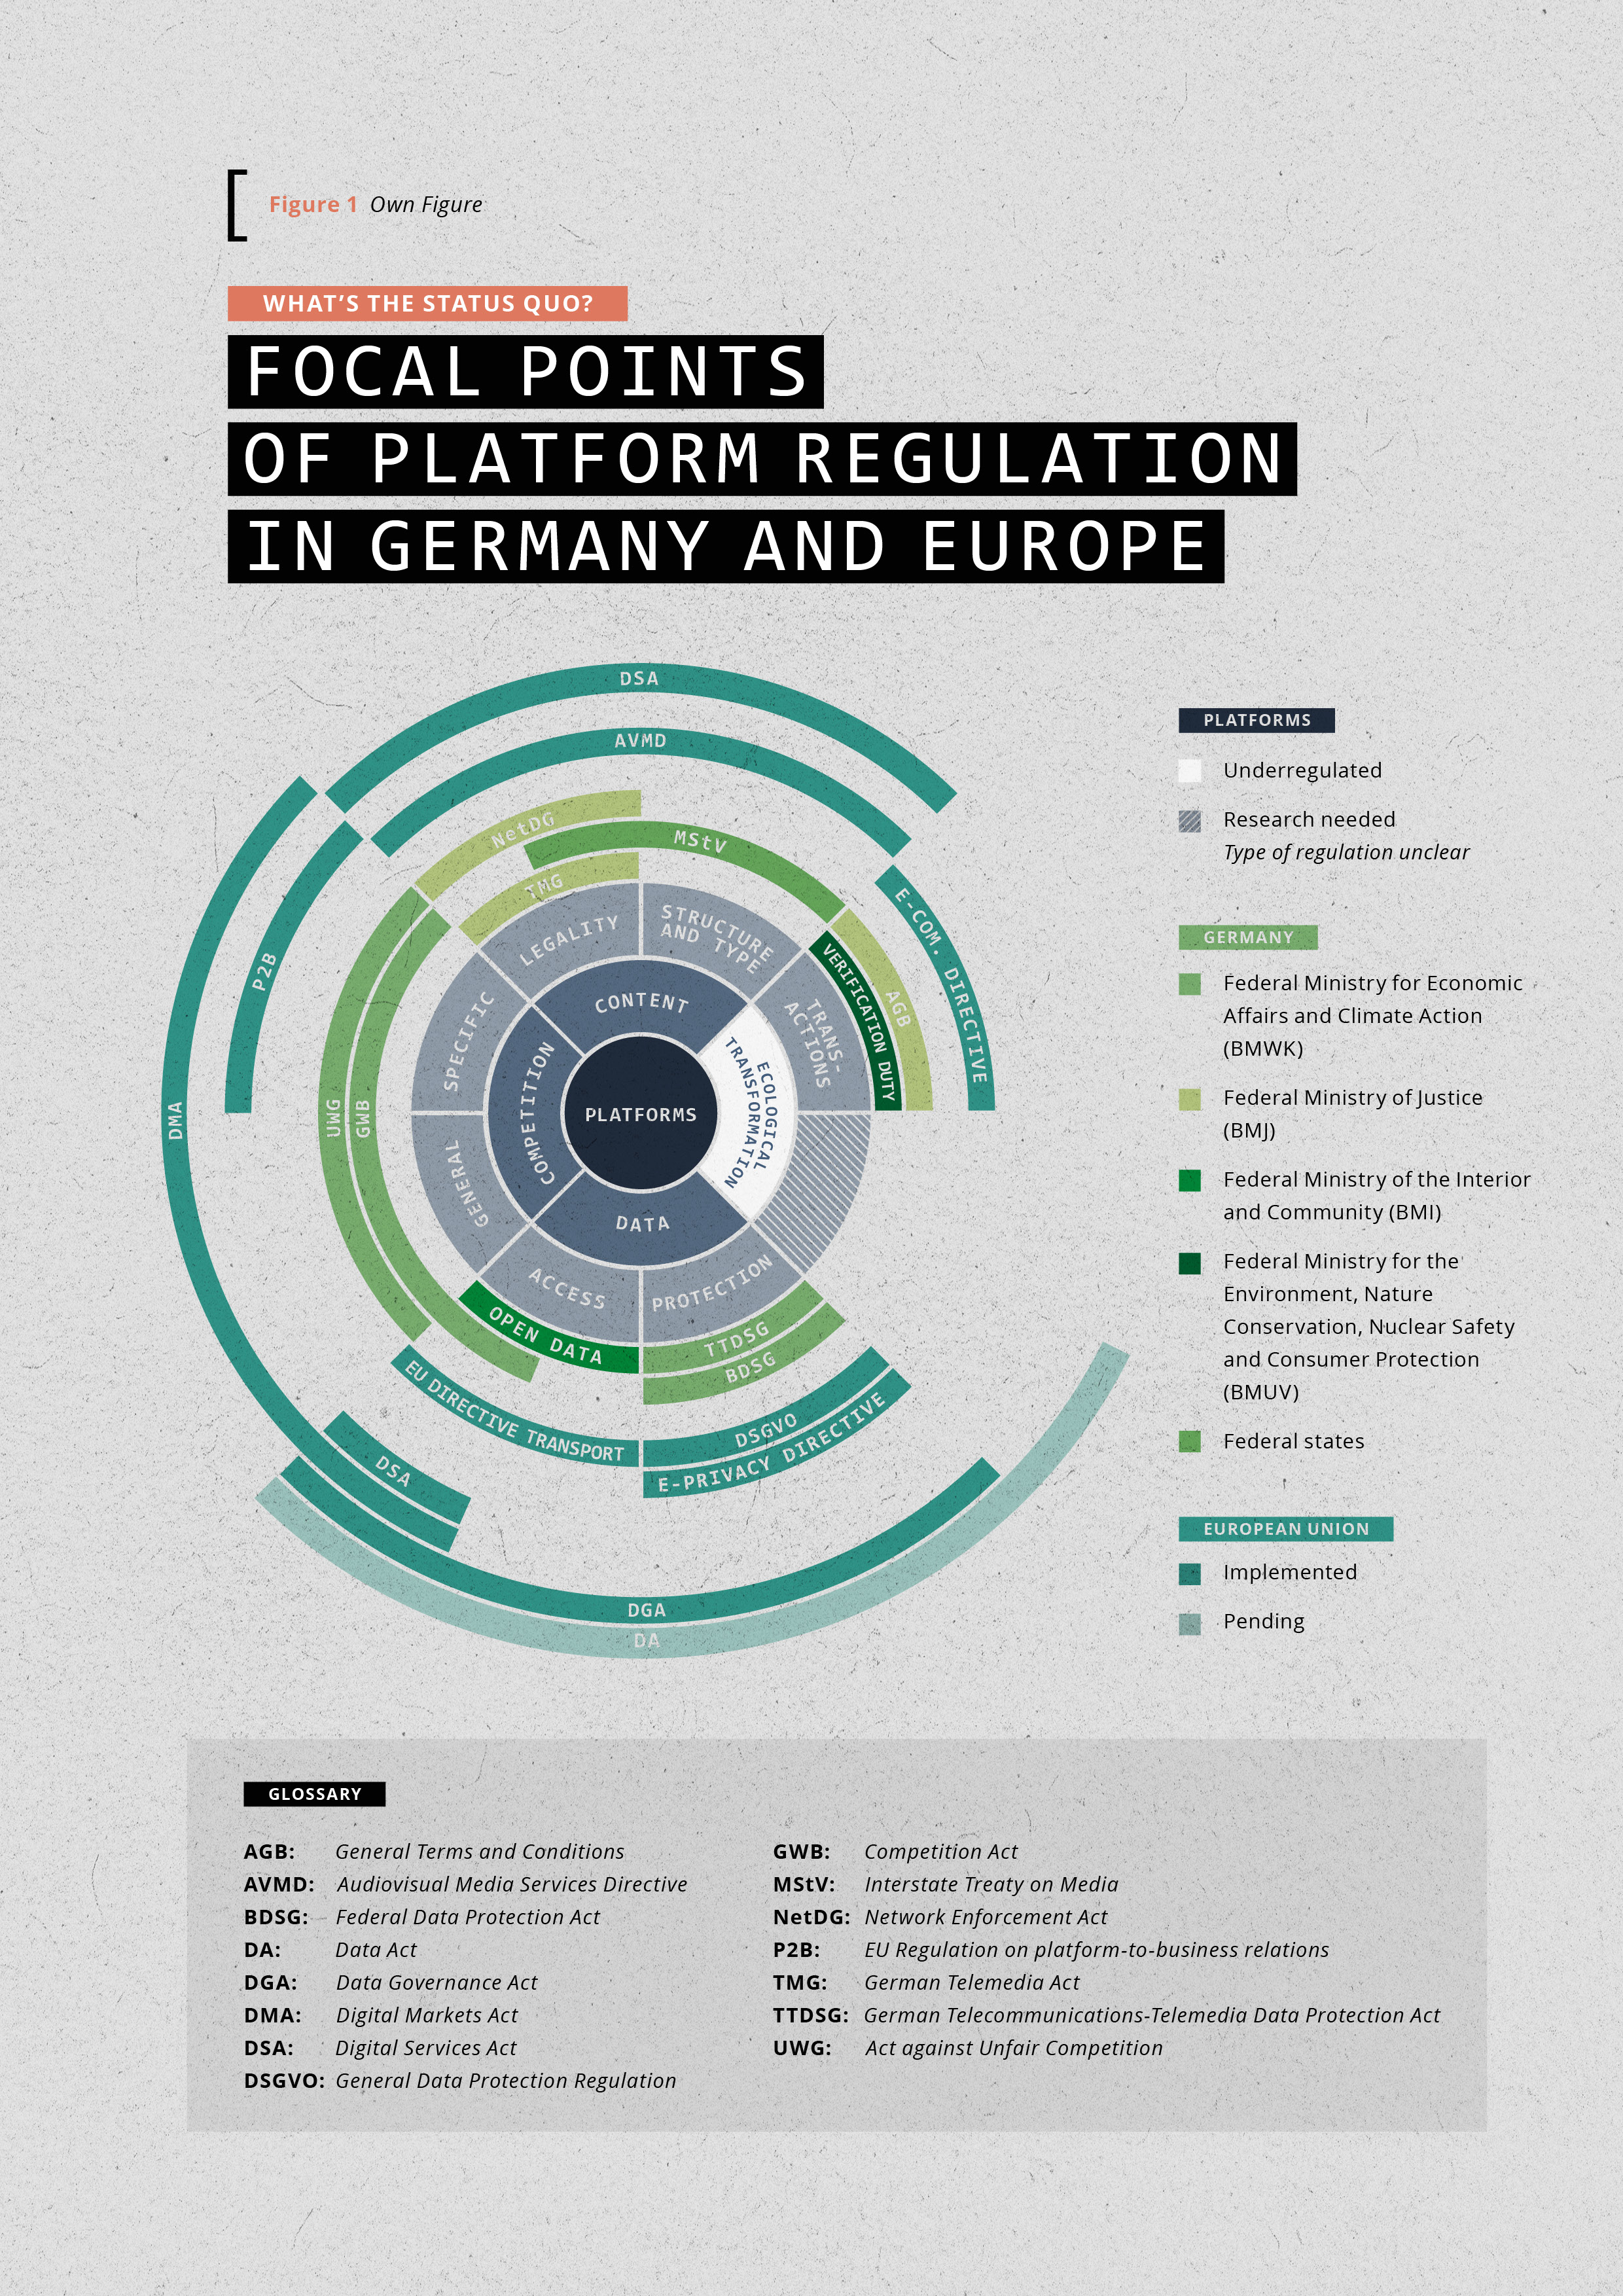 Figure 1 Own Figure
WHAT'S THE STATUS QUO?
FOCAL POINTS
OF PLATFORM REGULATION
IN GERMANY AND EUROPE
DSA
AVMD
NetDG
MStV
TMG
E-COM. DIRECTIVE
AGB
VERIFICATION DUTY
DMA
P2B
UWG
GWB
LEGALITY
STRUCTURE
AND TYPE
TRANS-
ACTIONS
SPECIFIC
GENERAL
CONTENT
COMPETITION
PLATFORMS
ECOLOGICAL
TRANSFORMATION
DATA
ACCESS
PROTECTION
OPEN DATA
TTDSG
BDSG
EU DIRECTIVE TRANSPORT
DSGVO
E-PRIVACY DIRECTIVE
DSA
DGA
DA
PLATFORMS
Underregulated
Research needed
Type of regulation unclear
GERMANY
Federal Ministry for Economic
Affairs and Climate Action
(BMWK)
Federal Ministry of Justice
(BMJ)
Federal Ministry of the Interior
and Community (BMI)
Federal Ministry for the
Environment, Nature
Conservation, Nuclear Safety
and Consumer Protection
(BMUV)
Federal states
EUROPEAN UNION
Implemented
Pending
GLOSSARY
AGB: General Terms and Conditions
AVMD: Audiovisual Media Services Directive
BDSG: Federal Data Protection Act
DA: Data Act
DGA: Data Governance Act
DMA: Digital Markets Act
DSA: Digital Services Act
DSGVO: General Data Protection Regulation
GWB: Competition Act
MStV: Interstate Treaty on Media
NetDG: Network Enforcement Act
P2B: EU Regulation on platform-to-business relations
TMG: German Telemedia Act
TTDSG: German Telecommunications-Telemedia Data Protection Act
UWG: Act against Unfair Competition